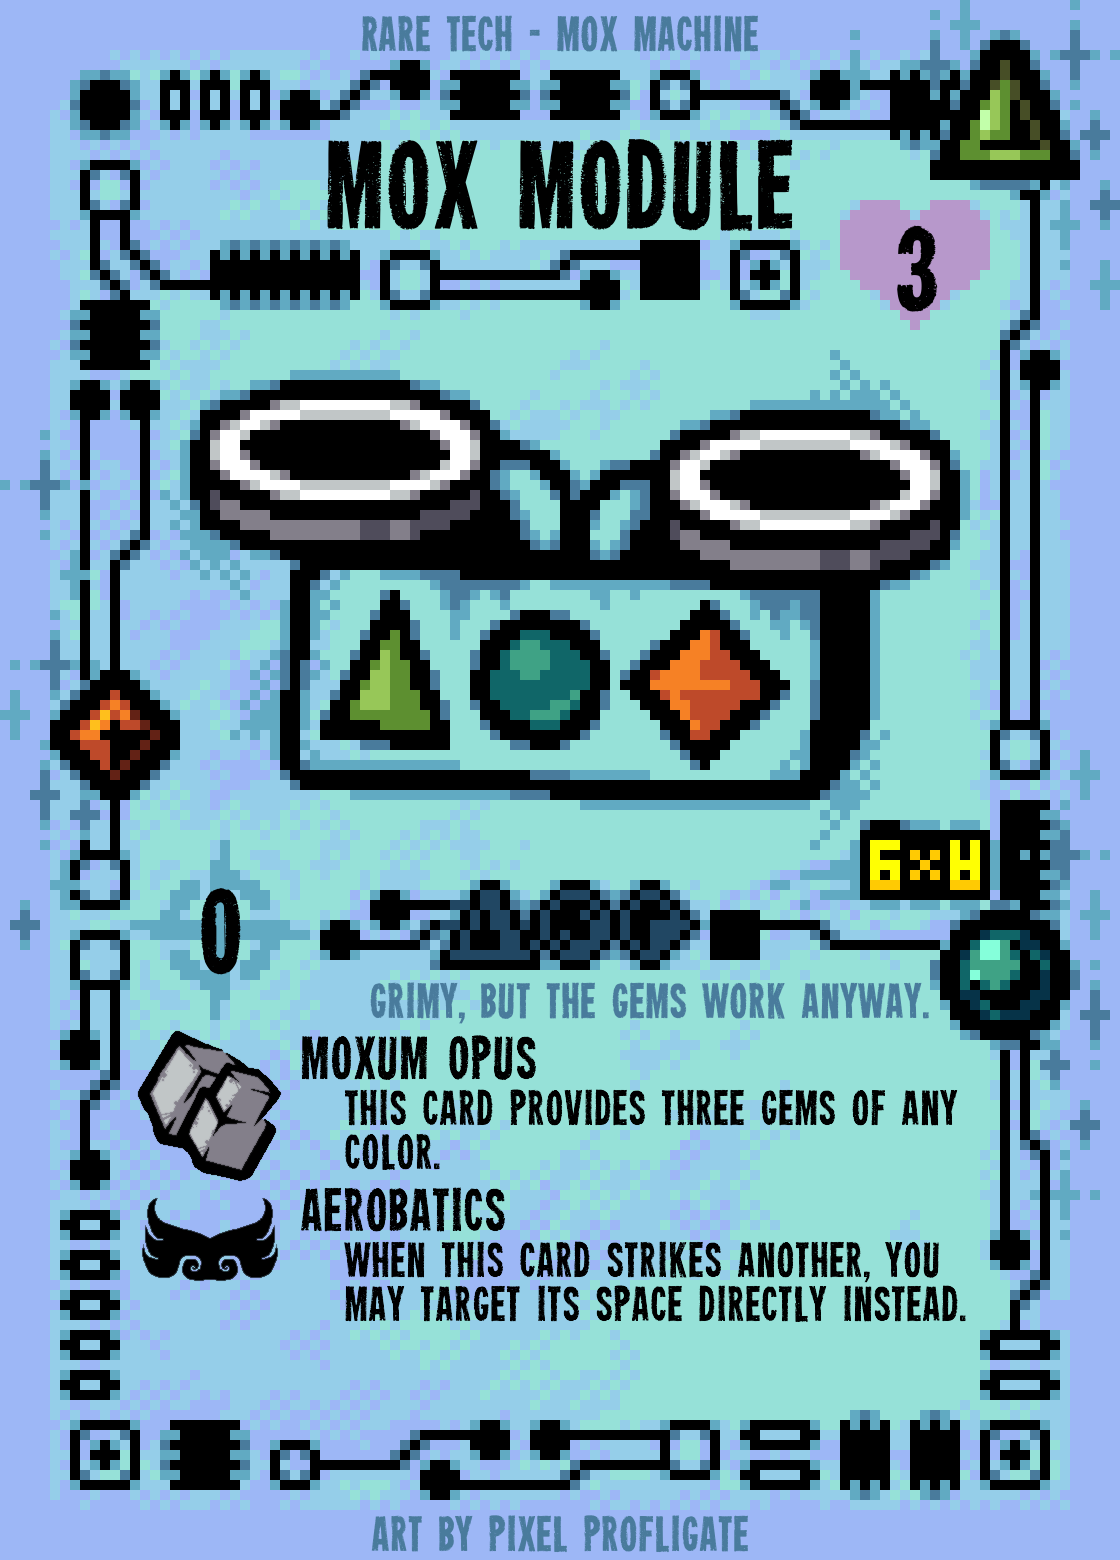 RARE TECH - MOX MACHINE
MOX MODULE
3
6×8
0
GRIMY, BUT THE GEMS WORK ANYWAY.
MOXUM OPUS
THIS CARD PROVIDES THREE GEMS OF ANY
COLOR.
AEROBATICS
WHEN THIS CARD STRIKES ANOTHER, YOU
MAY TARGET ITS SPACE DIRECTLY INSTEAD.
ART BY PIXEL PROFLIGATE